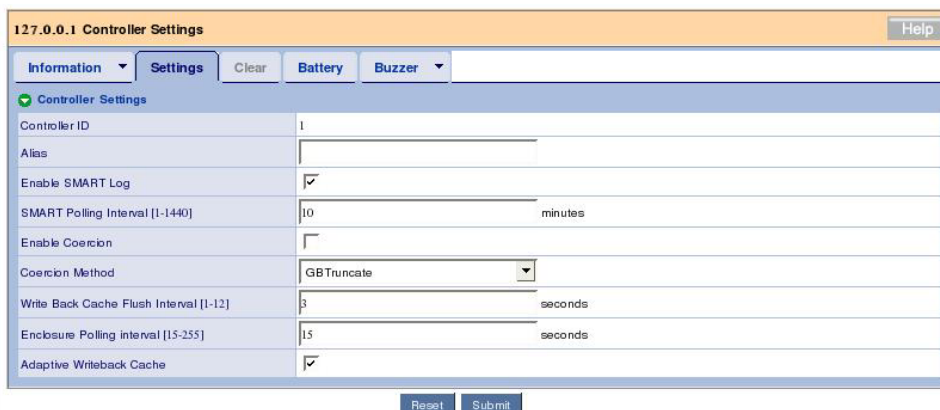 127.0.0.1 Controller Settings Help
Information Settings Clear Battery Buzzer
Controller Settings
Controller ID 1
Alias
Enable SMART Log
SMART Polling Interval [1-1440] 10 minutes
Enable Coercion
Coercion Method GBTruncate
Write Back Cache Flush Interval [1-12] 3 seconds
Enclosure Polling interval [15-255] 15 seconds
Adaptive Writeback Cache
Reset Submit